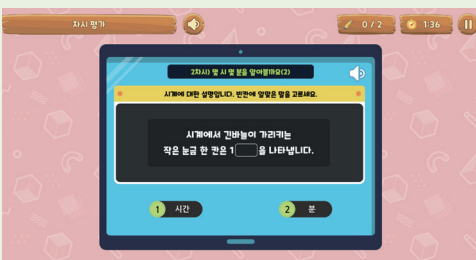 차시 평가
0 / 2
1:36
2차시) 몇 시 몇 분을 알아볼까요(2)
시계에 대한 설명입니다. 빈칸에 알맞은 말을 고르세요.
시계에서 긴바늘이 가리키는
작은 눈금 한 칸은 1 을 나타냅니다.
1 시간
2 분